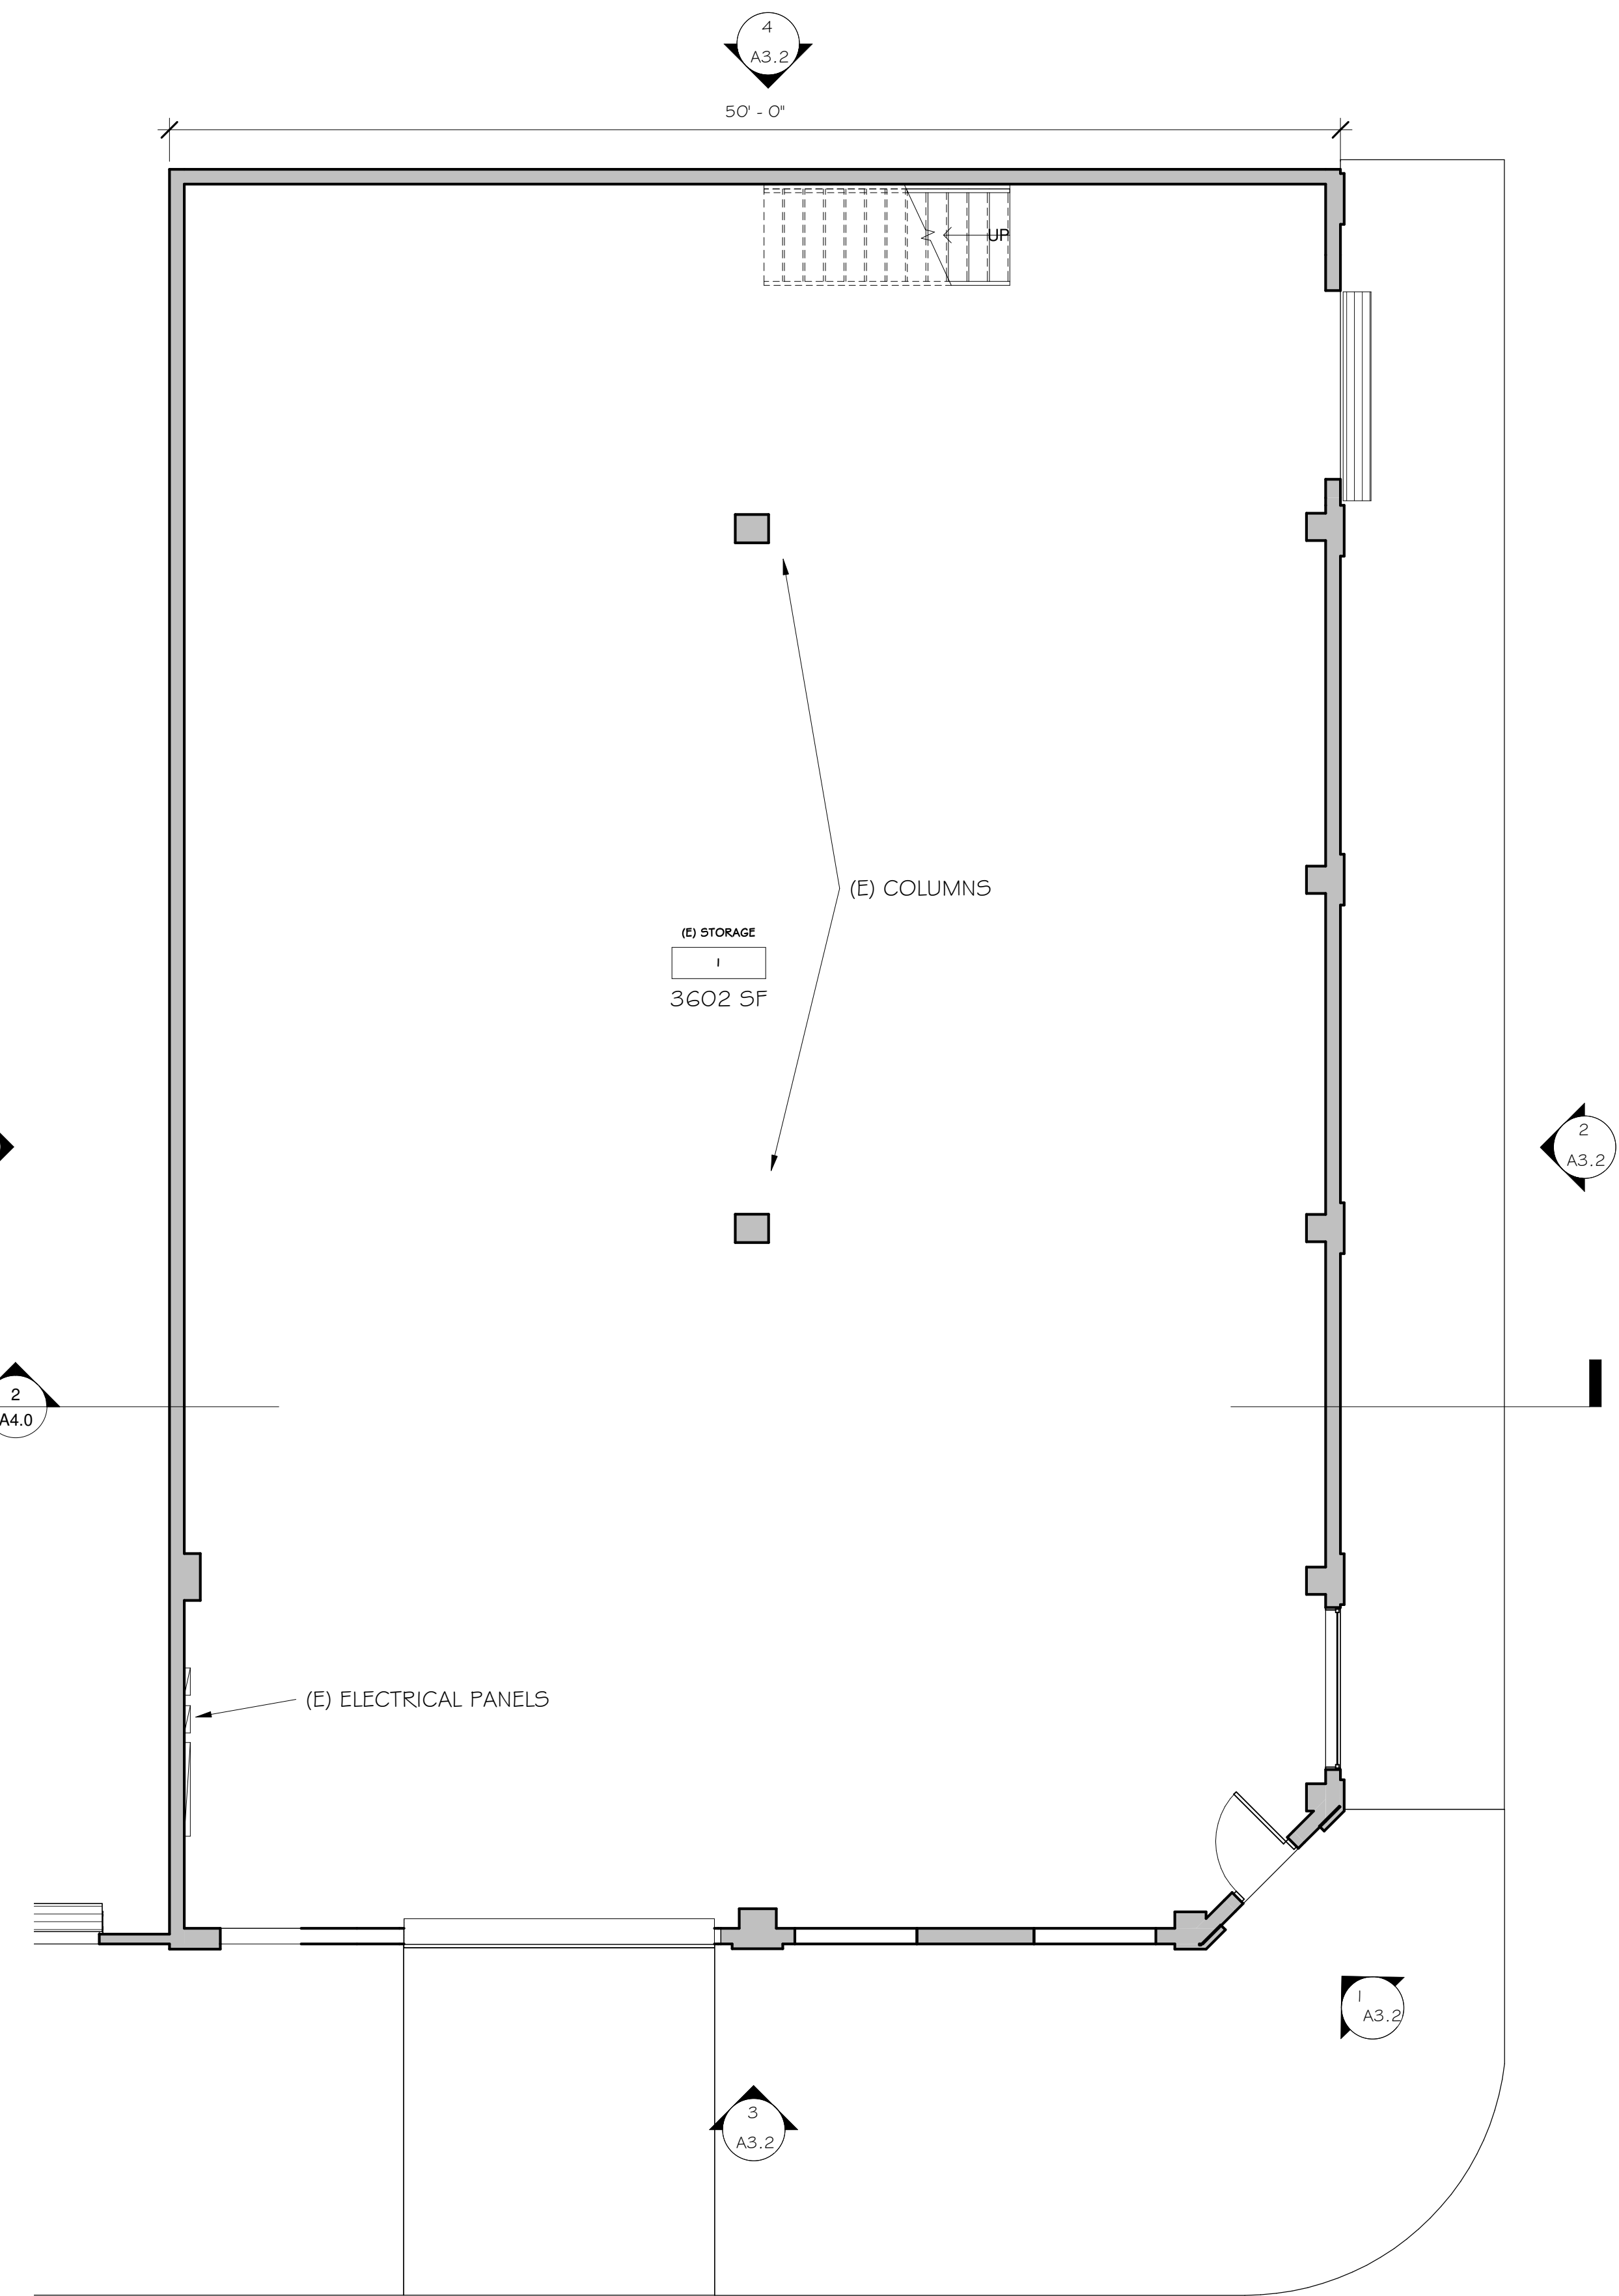 4
A3.2
50' - 0"
UP
(E) COLUMNS
(E) STORAGE
1
3602 SF
2
A3.2
2
A4.0
(E) ELECTRICAL PANELS
1
A3.2
3
A3.2